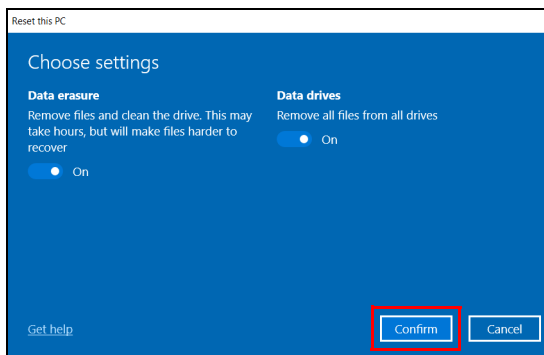 Reset this PC
Choose settings
Data erasure
Remove files and clean the drive. This may
take hours, but will make files harder to
recover
On
Data drives
Remove all files from all drives
On
Get help
Confirm
Cancel